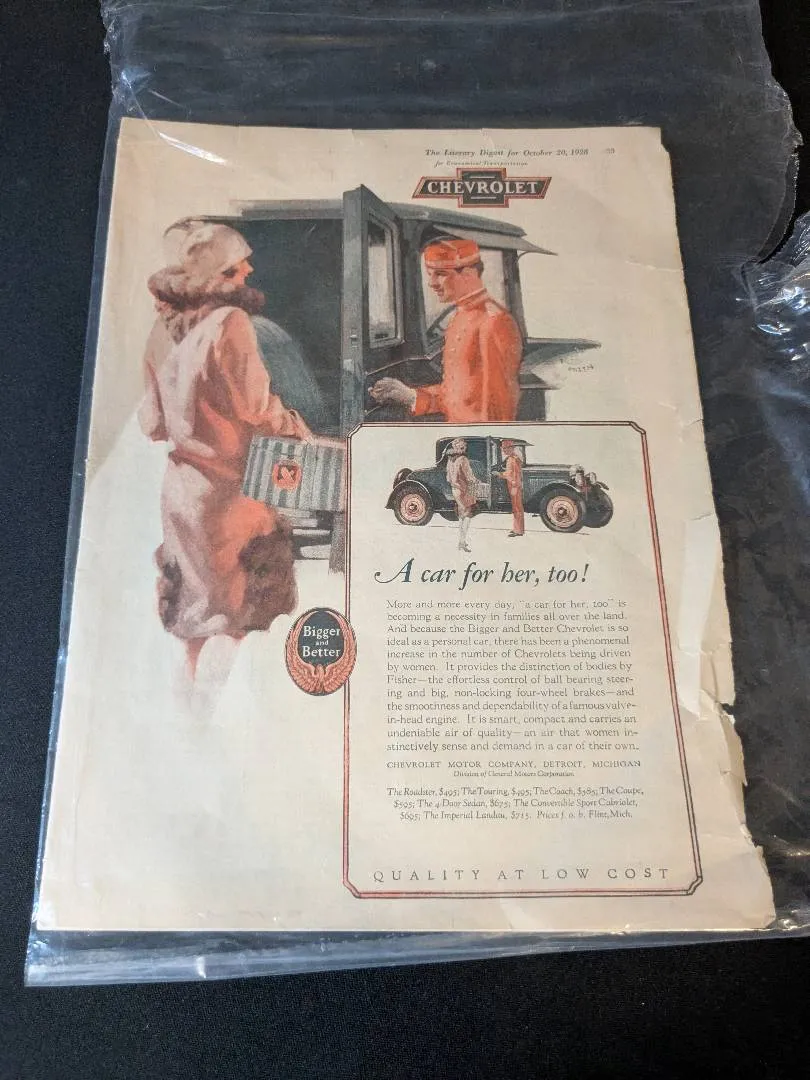 The Literary Digest for October 20, 1928
for Economical Transportation
CHEVROLET
A car for her, too!
More and more every day, "a car for her, too" is
becoming a necessity in families all over the land.
And because the Bigger and Better Chevrolet is so
ideal as a personal car, there has been a phenomenal
increase in the number of Chevrolets being driven
by women. It provides the distinction of bodies by
Fisher—the effortless control of ball bearing steer-
ing and big, non-locking four-wheel brakes—and
the smoothness and dependability of a famous valve-
in-head engine. It is smart, compact and carries an
undeniable air of quality—an air that women in-
stinctively sense and demand in a car of their own.
CHEVROLET MOTOR COMPANY, DETROIT, MICHIGAN
Division of General Motors Corporation
The Roadster, $495; The Touring, $495; The Coach, $585; The Coupe,
$595; The 4-Door Sedan, $675; The Convertible Sport Cabriolet,
$695; The Imperial Landau, $715. Prices f. o. b. Flint, Mich.
Bigger
and
Better
QUALITY AT LOW COST